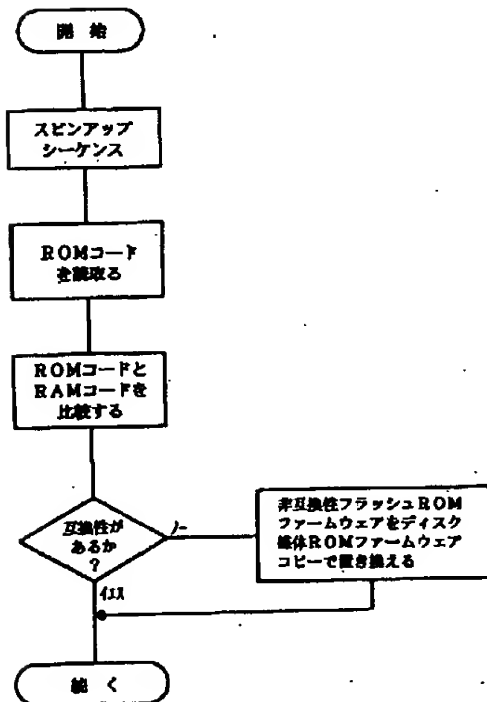 開 始
スピンアップ
シーケンス
ROMコード
を読取る
ROMコードと
RAMコードを
比較する
互換性が
あるか
?
ノー
イエス
非互換性フラッシュROM
ファームウェアをディスク
媒体ROMファームウェア
コピーで置き換える
続 く